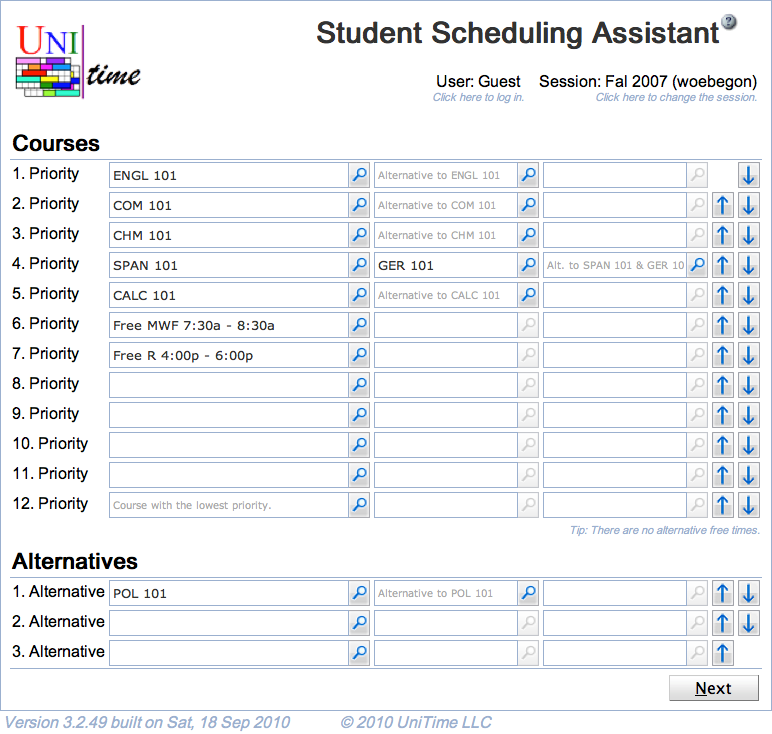 UNI time
Student Scheduling Assistant ?
User: Guest Session: Fal 2007 (woebegon)
Click here to log in. Click here to change the session.
Courses
1. Priority ENGL 101 Alternative to ENGL 101
2. Priority COM 101 Alternative to COM 101
3. Priority CHM 101 Alternative to CHM 101
4. Priority SPAN 101 GER 101 Alt. to SPAN 101 & GER 10
5. Priority CALC 101 Alternative to CALC 101
6. Priority Free MWF 7:30a - 8:30a
7. Priority Free R 4:00p - 6:00p
8. Priority
9. Priority
10. Priority
11. Priority
12. Priority Course with the lowest priority.
Tip: There are no alternative free times.
Alternatives
1. Alternative POL 101 Alternative to POL 101
2. Alternative
3. Alternative
Next
Version 3.2.49 built on Sat, 18 Sep 2010 © 2010 UniTime LLC